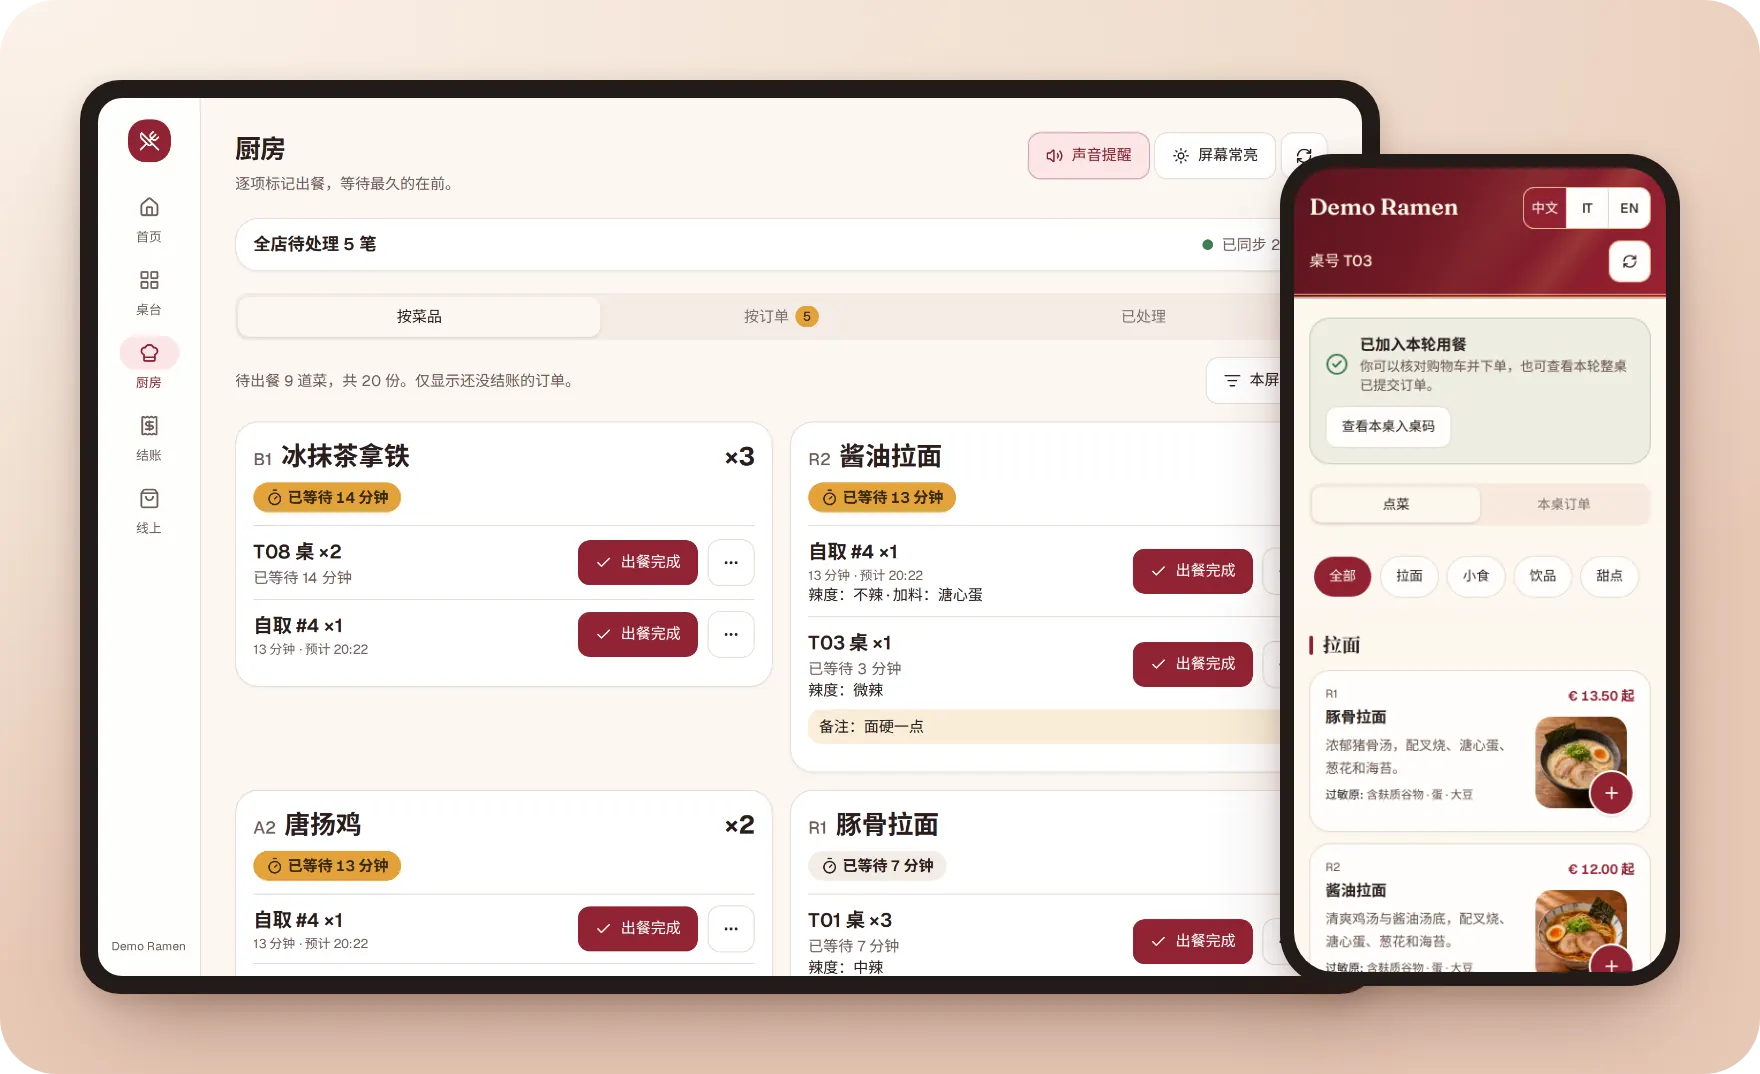 厨房
逐项标记出餐，等待最久的在前。
声音提醒
屏幕常亮
首页
桌台
厨房
结账
线上
Demo Ramen
全店待处理 5 笔
已同步 2
按菜品
按订单 5
已处理
待出餐 9 道菜，共 20 份。仅显示还没结账的订单。
本屏
B1 冰抹茶拿铁 ×3
已等待 14 分钟
T08 桌 ×2
已等待 14 分钟
出餐完成
自取 #4 ×1
13 分钟 · 预计 20:22
出餐完成
R2 酱油拉面
已等待 13 分钟
自取 #4 ×1
13 分钟 · 预计 20:22
辣度：不辣 · 加料：溏心蛋
出餐完成
T03 桌 ×1
已等待 3 分钟
辣度：微辣
出餐完成
备注：面硬一点
A2 唐扬鸡 ×2
已等待 13 分钟
自取 #4 ×1
13 分钟 · 预计 20:22
出餐完成
R1 豚骨拉面
已等待 7 分钟
T01 桌 ×3
已等待 7 分钟
辣度：中辣
出餐完成
Demo Ramen
中文 IT EN
桌号 T03
已加入本轮用餐
你可以核对购物车并下单，也可查看本轮整桌
已提交订单。
查看本桌入桌码
点菜
本桌订单
全部 拉面 小食 饮品 甜点
拉面
R1
€ 13.50 起
豚骨拉面
浓郁猪骨汤，配叉烧、溏心蛋、
葱花和海苔。
过敏原: 含麸质谷物 · 蛋 · 大豆
R2
€ 12.00 起
酱油拉面
清爽鸡汤与酱油汤底，配叉烧、
溏心蛋、葱花和海苔。
过敏原: 含麸质谷物 · 蛋 · 大豆